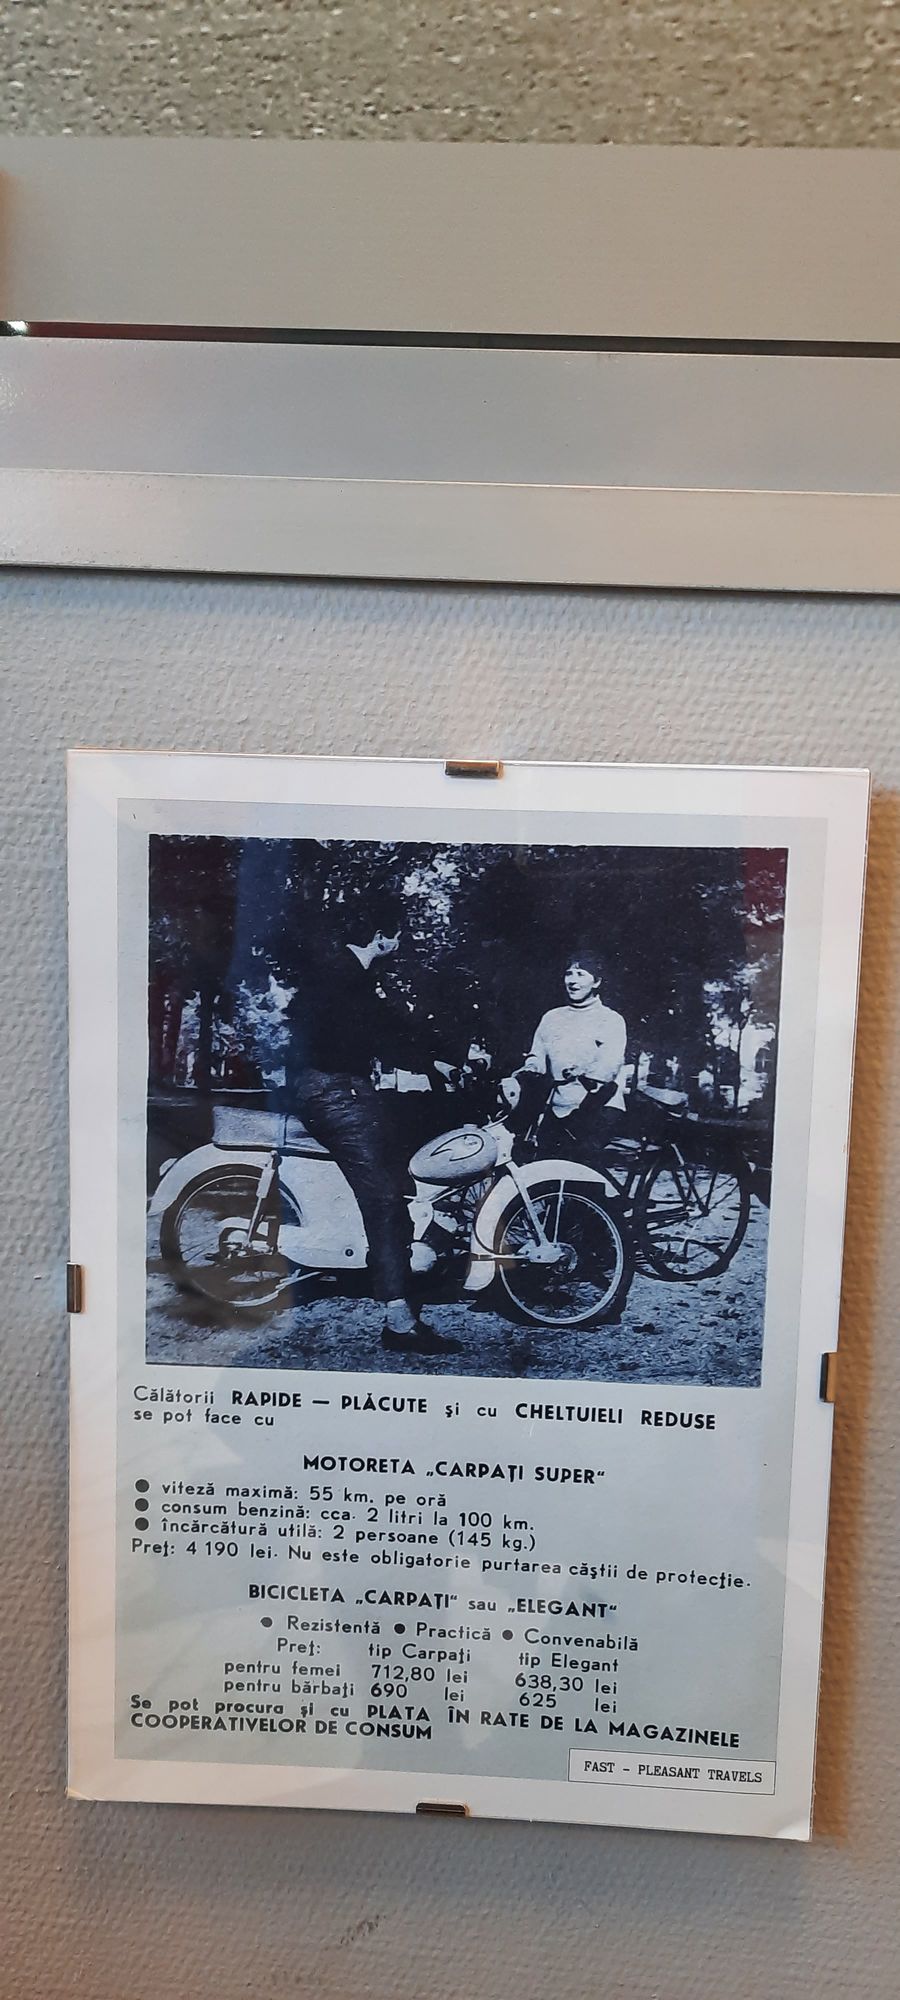 Călătorii RAPIDE — PLĂCUTE și cu CHELTUIELI REDUSE
se pot face cu
MOTORETA „CARPAȚI SUPER“
● viteză maximă: 55 km. pe oră
● consum benzină: cca. 2 litri la 100 km.
● încărcătură utilă: 2 persoane (145 kg.)
Preț: 4 190 lei. Nu este obligatorie purtarea căștii de protecție.
BICICLETA „CARPAȚI“ sau „ELEGANT“
● Rezistentă ● Practică ● Convenabilă
Preț: tip Carpați tip Elegant
pentru femei 712,80 lei 638,30 lei
pentru bărbați 690 lei 625 lei
Se pot procura și cu PLATA ÎN RATE DE LA MAGAZINELE
COOPERATIVELOR DE CONSUM
FAST - PLEASANT TRAVELS